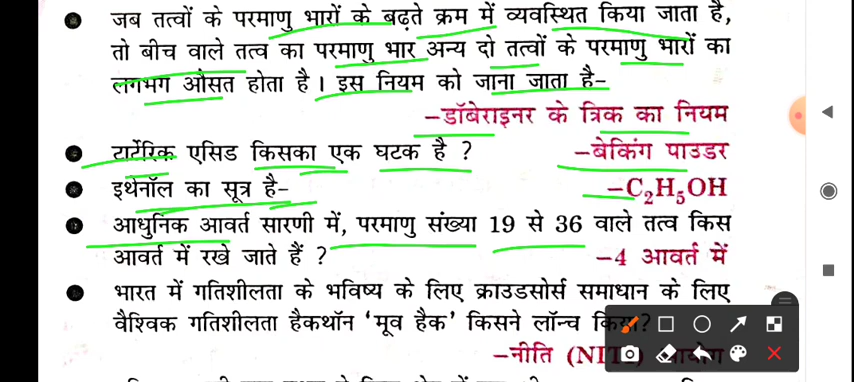 जब तत्वों के परमाणु भारों के बढ़ते क्रम में व्यवस्थित किया जाता है,
तो बीच वाले तत्व का परमाणु भार अन्य दो तत्वों के परमाणु भारों का
लगभग औसत होता है। इस नियम को जाना जाता है–
–डॉबेराइनर के त्रिक का नियम
टार्टेरिक एसिड किसका एक घटक है ?
–बेकिंग पाउडर
इथेनॉल का सूत्र है–
–C₂H₅OH
आधुनिक आवर्त सारणी में, परमाणु संख्या 19 से 36 वाले तत्व किस
आवर्त में रखे जाते हैं ?
–4 आवर्त में
भारत में गतिशीलता के भविष्य के लिए क्राउडसोर्स समाधान के लिए
वैश्विक गतिशीलता हैकथॉन ‘मूव हैक’ किसने लॉन्च किया?
–नीति (NITI